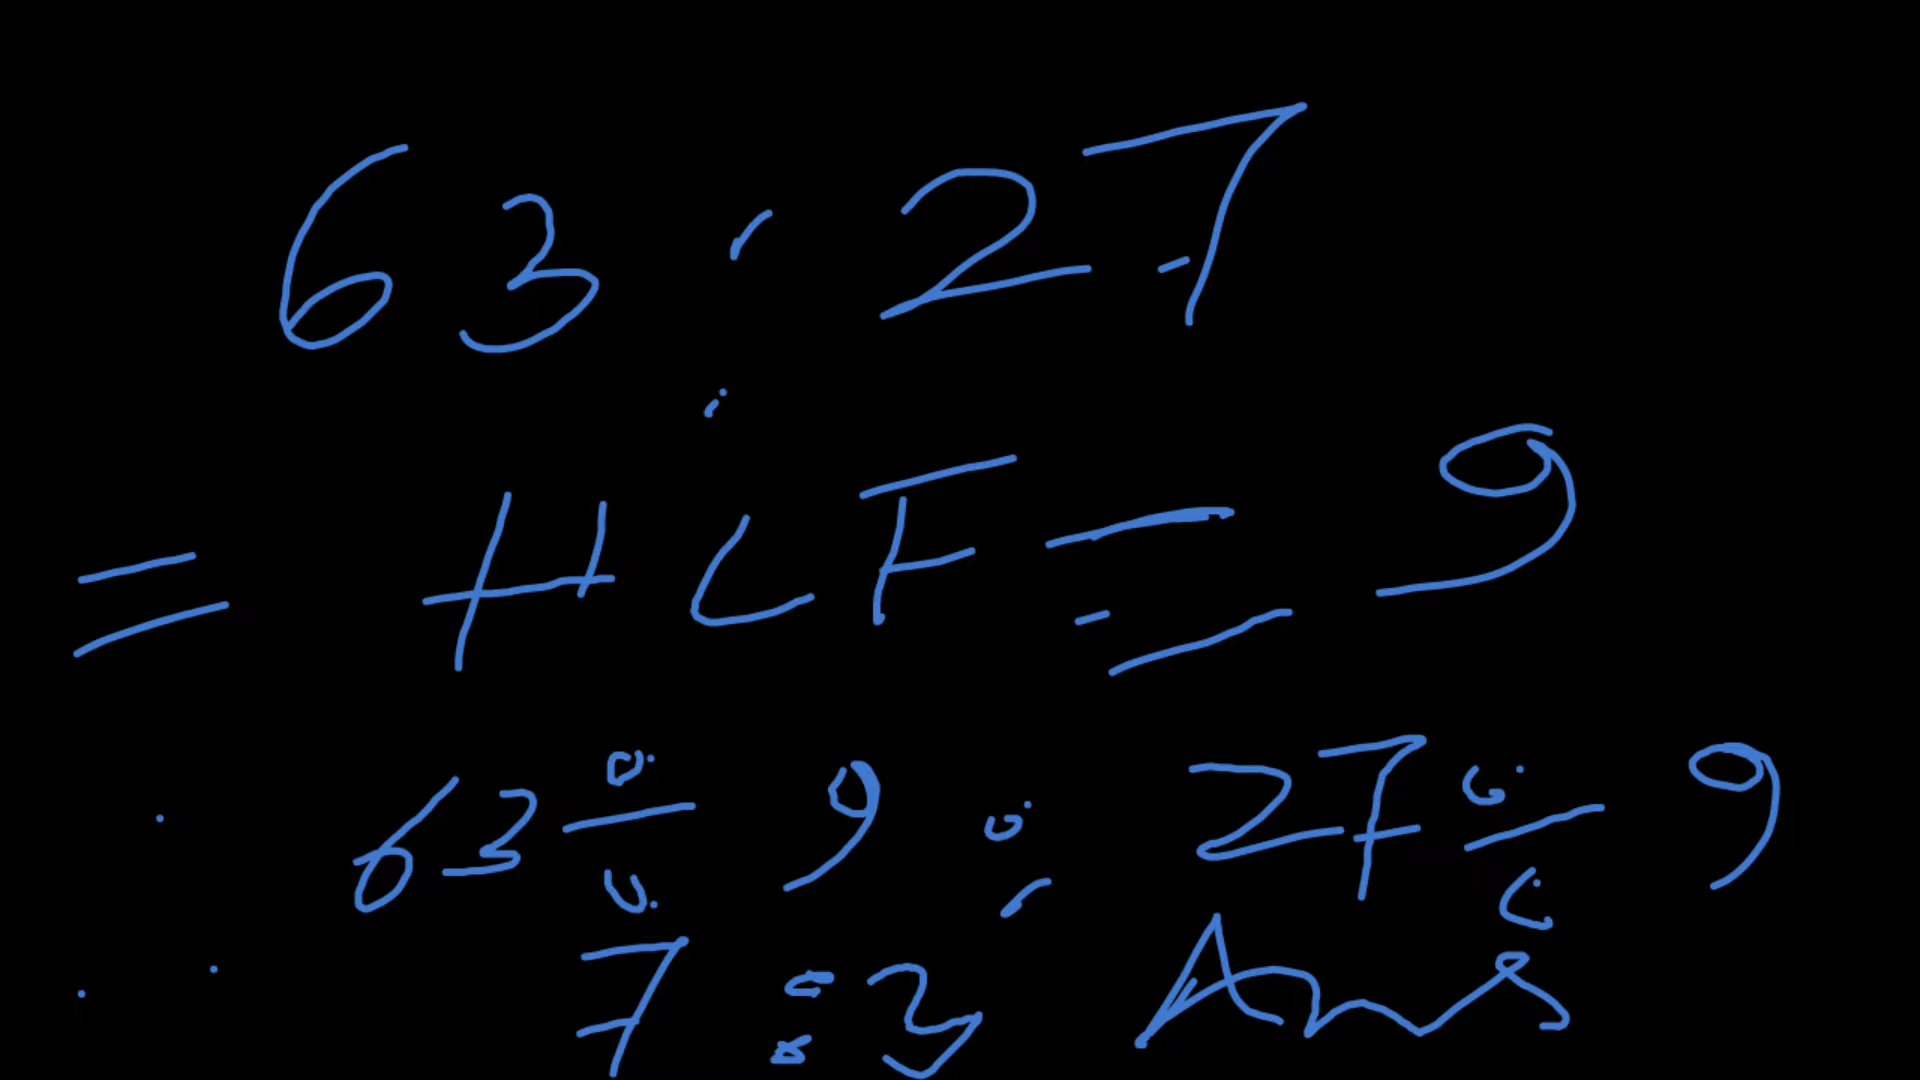 63 : 27
= HCF = 9
63 ÷ 9 : 27 ÷ 9
7 : 3 Ans